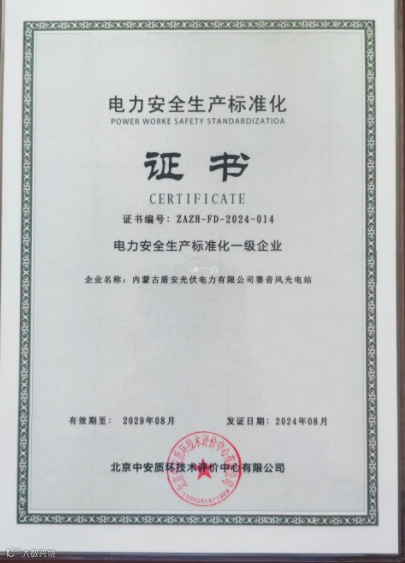 电力安全生产标准化
POWER WORKE SAFETY STANDARDIZATIOA
证书
CERTIFICATE
证书编号：ZAZH-FD-2024-014
电力安全生产标准化一级企业
企业名称：内蒙古盾安光伏电力有限公司赛音风光电站
有效期至：2029年08月
发证日期：2024年08月
北京中安质环技术评价中心有限公司